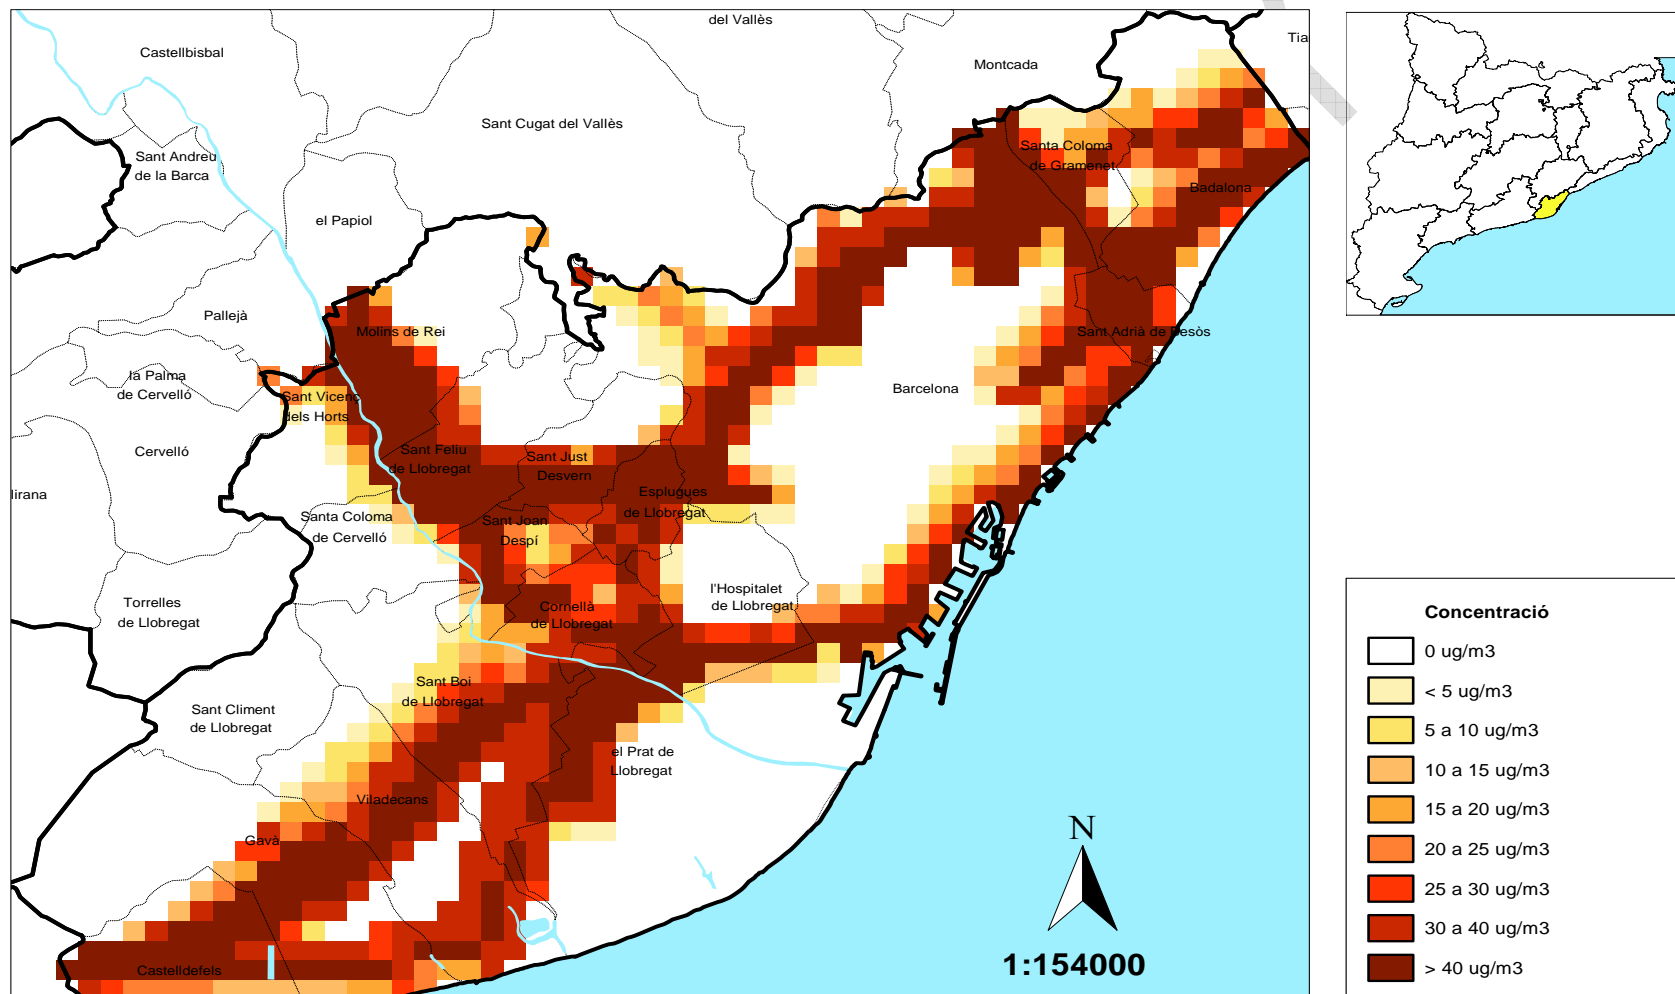 del Vallès
Tia
Castellbisbal
Montcada
Sant Cugat del Vallès
Sant Andreu
de la Barca
Santa Coloma
de Gramenet
Badalona
el Papiol
Pallejà
Molins de Rei
Sant Adrià de Besòs
la Palma
de Cervelló
Sant Vicenç
dels Horts
Barcelona
Cervelló
Sant Feliu
de Llobregat
Sant Just
Desvern
lirana
Esplugues
de Llobregat
Santa Coloma
de Cervelló
Sant Joan
Despí
Torrelles
de Llobregat
Cornellà
de Llobregat
l'Hospitalet
de Llobregat
Sant Boi
de Llobregat
Sant Climent
de Llobregat
el Prat de
Llobregat
Viladecans
Gavà
Castelldefels
N
1:154000
Concentració
0 ug/m3
< 5 ug/m3
5 a 10 ug/m3
10 a 15 ug/m3
15 a 20 ug/m3
20 a 25 ug/m3
25 a 30 ug/m3
30 a 40 ug/m3
> 40 ug/m3